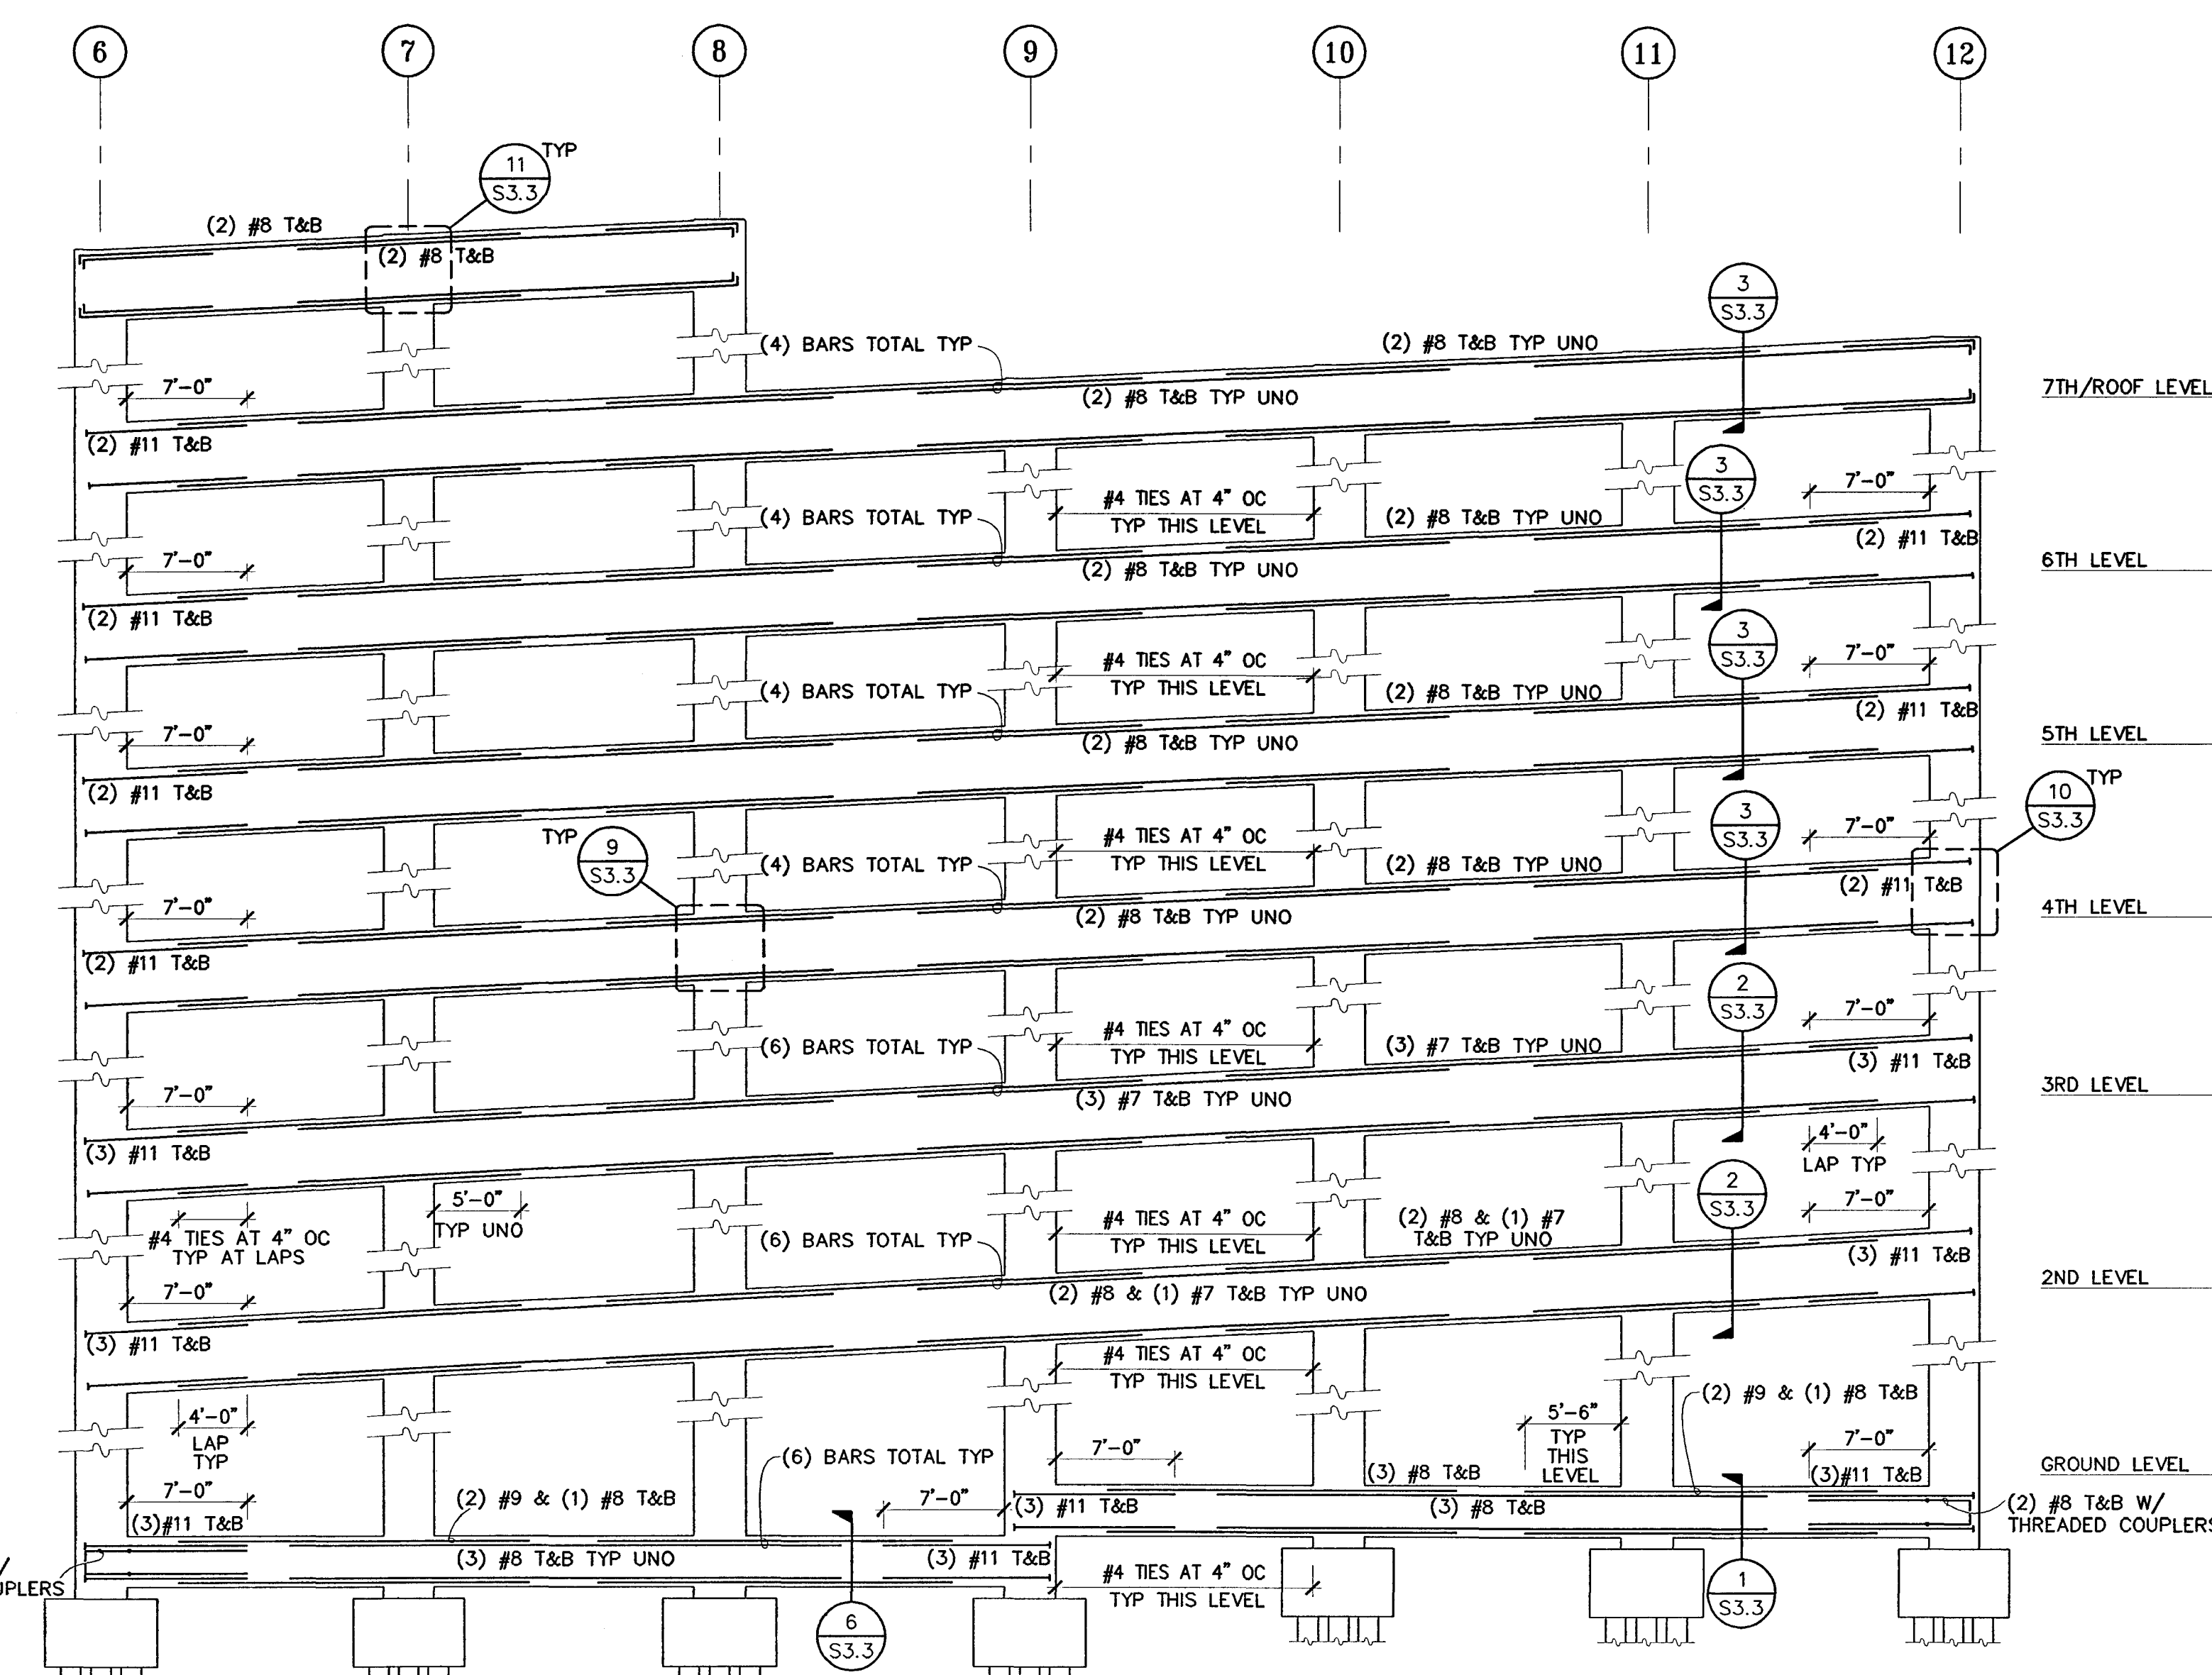 6 7 8 9 10 11 12
11 TYP
S3.3
(2) #8 T&B
(2) #8 T&B
3
S3.3
(4) BARS TOTAL TYP
(2) #8 T&B TYP UNO
7'-0"
(2) #8 T&B TYP UNO
7TH/ROOF LEVEL
(2) #11 T&B
3
S3.3
7'-0"
(4) BARS TOTAL TYP
#4 TIES AT 4" OC
TYP THIS LEVEL
(2) #8 T&B TYP UNO
(2) #11 T&B
7'-0"
(2) #8 T&B TYP UNO
6TH LEVEL
(2) #11 T&B
3
S3.3
7'-0"
(4) BARS TOTAL TYP
#4 TIES AT 4" OC
TYP THIS LEVEL
(2) #8 T&B TYP UNO
(2) #11 T&B
7'-0"
(2) #8 T&B TYP UNO
5TH LEVEL
(2) #11 T&B
10 TYP
S3.3
3
S3.3
7'-0"
TYP 9
S3.3
(4) BARS TOTAL TYP
#4 TIES AT 4" OC
TYP THIS LEVEL
(2) #8 T&B TYP UNO
(2) #11 T&B
7'-0"
(2) #8 T&B TYP UNO
4TH LEVEL
(2) #11 T&B
2
S3.3
7'-0"
(6) BARS TOTAL TYP
#4 TIES AT 4" OC
TYP THIS LEVEL
(3) #7 T&B TYP UNO
(3) #11 T&B
7'-0"
(3) #7 T&B TYP UNO
3RD LEVEL
(3) #11 T&B
4'-0"
LAP TYP
2
S3.3
7'-0"
5'-0"
TYP UNO
#4 TIES AT 4" OC
TYP AT LAPS
(6) BARS TOTAL TYP
#4 TIES AT 4" OC
TYP THIS LEVEL
(2) #8 & (1) #7
T&B TYP UNO
(3) #11 T&B
7'-0"
(2) #8 & (1) #7 T&B TYP UNO
2ND LEVEL
(3) #11 T&B
#4 TIES AT 4" OC
TYP THIS LEVEL
(2) #9 & (1) #8 T&B
4'-0"
LAP
TYP
5'-6"
TYP
THIS
LEVEL
7'-0"
7'-0"
(6) BARS TOTAL TYP
(3) #8 T&B
(3)#11 T&B
GROUND LEVEL
7'-0"
(3)#11 T&B
(2) #9 & (1) #8 T&B
7'-0"
(3) #11 T&B
(3) #8 T&B
(2) #8 T&B W/
THREADED COUPLERS
(3) #8 T&B TYP UNO
(3) #11 T&B
#4 TIES AT 4" OC
TYP THIS LEVEL
1
S3.3
6
S3.3